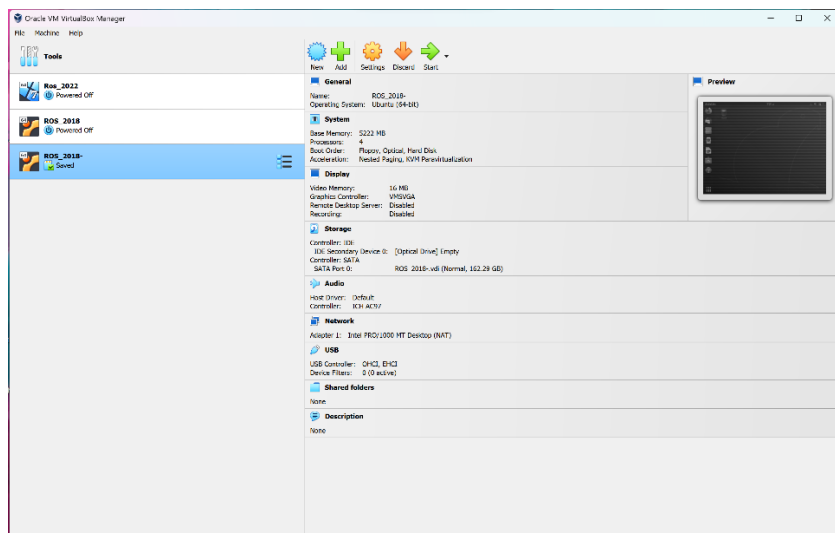 Oracle VM VirtualBox Manager
File Machine Help
Tools
New Add Settings Discard Start
Ros_2022
Powered Off
ROS 2018
Powered Off
ROS_2018-
Saved
General
Name: ROS_2018-
Operating System: Ubuntu (64-bit)
System
Base Memory: 5222 MB
Processors: 4
Boot Order: Floppy, Optical, Hard Disk
Acceleration: Nested Paging, KVM Paravirtualization
Display
Video Memory: 16 MB
Graphics Controller: VMSVGA
Remote Desktop Server: Disabled
Recording: Disabled
Storage
Controller: IDE
IDE Secondary Device 0: [Optical Drive] Empty
Controller: SATA
SATA Port 0: ROS_2018-.vdi (Normal, 162.29 GB)
Audio
Host Driver: Default
Controller: ICH AC97
Network
Adapter 1: Intel PRO/1000 MT Desktop (NAT)
USB
USB Controller: OHCI, EHCI
Device Filters: 0 (0 active)
Shared folders
None
Description
None
Preview